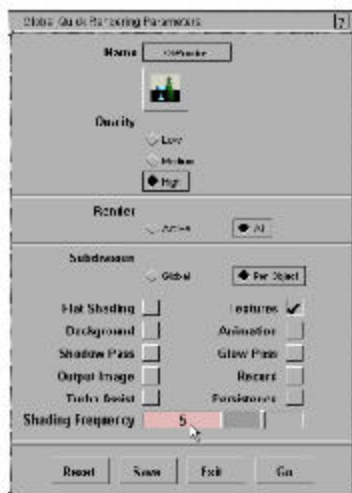 Global Quick Rendering Parameters ?
Name
Quality
Low
Medium
High
Render
Active All
Subdivision
Global Per Object
Flat Shading Textures
Background Animation
Shadow Pass Glow Pass
Output Image Record
Turbo Assist Persistence
Shading Frequency 5
Reset Save Exit Go